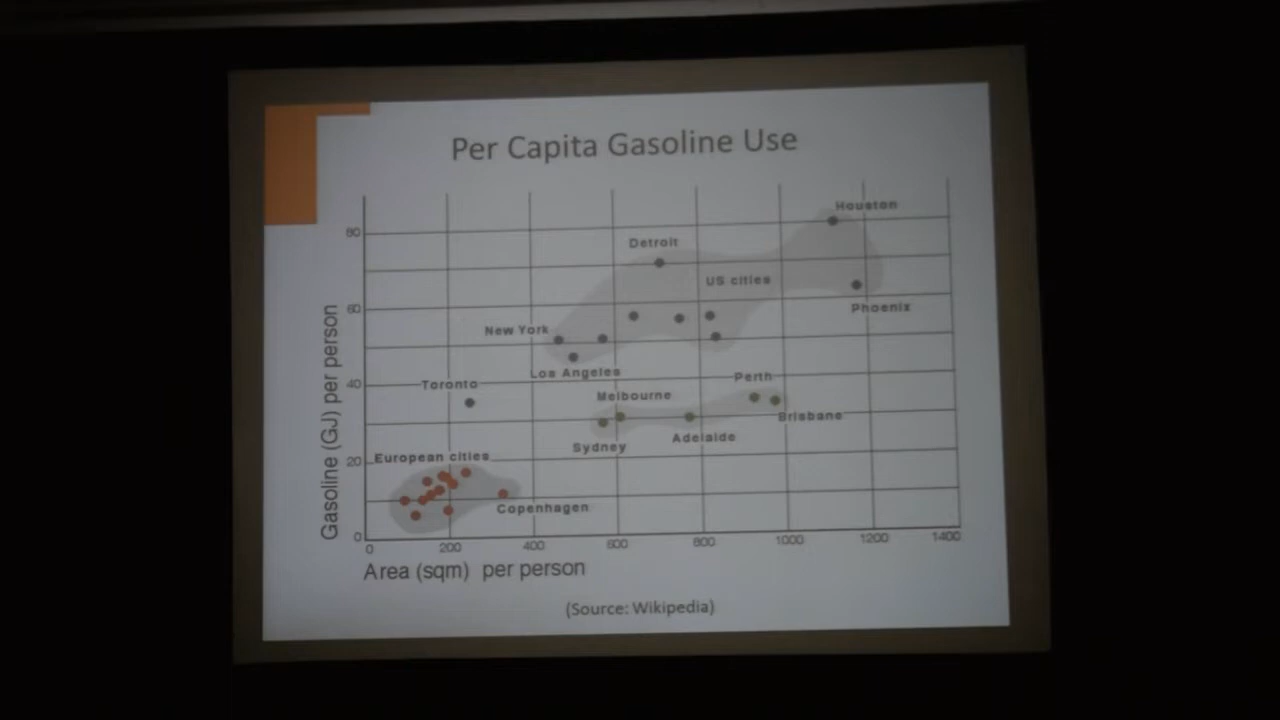 Per Capita Gasoline Use
Houston
80
Detroit
US cities
60
Phoenix
New York
Los Angeles
Toronto
40
Melbourne
Perth
Brisbane
Sydney
Adelaide
European cities
20
Copenhagen
Gasoline (GJ) per person
0
0 200 400 600 800 1000 1200 1400
Area (sqm) per person
(Source: Wikipedia)